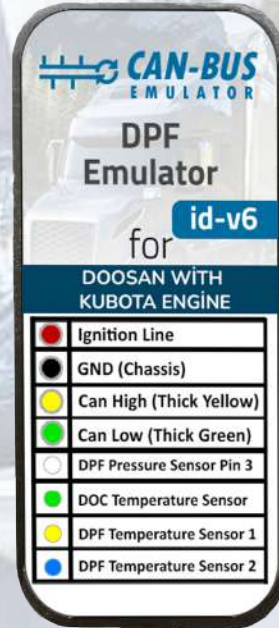 CAN-BUS
EMULATOR
DPF
Emulator
id-v6
for
DOOSAN WİTH
KUBOTA ENGİNE
Ignition Line
GND (Chassis)
Can High (Thick Yellow)
Can Low (Thick Green)
DPF Pressure Sensor Pin 3
DOC Temperature Sensor
DPF Temperature Sensor 1
DPF Temperature Sensor 2